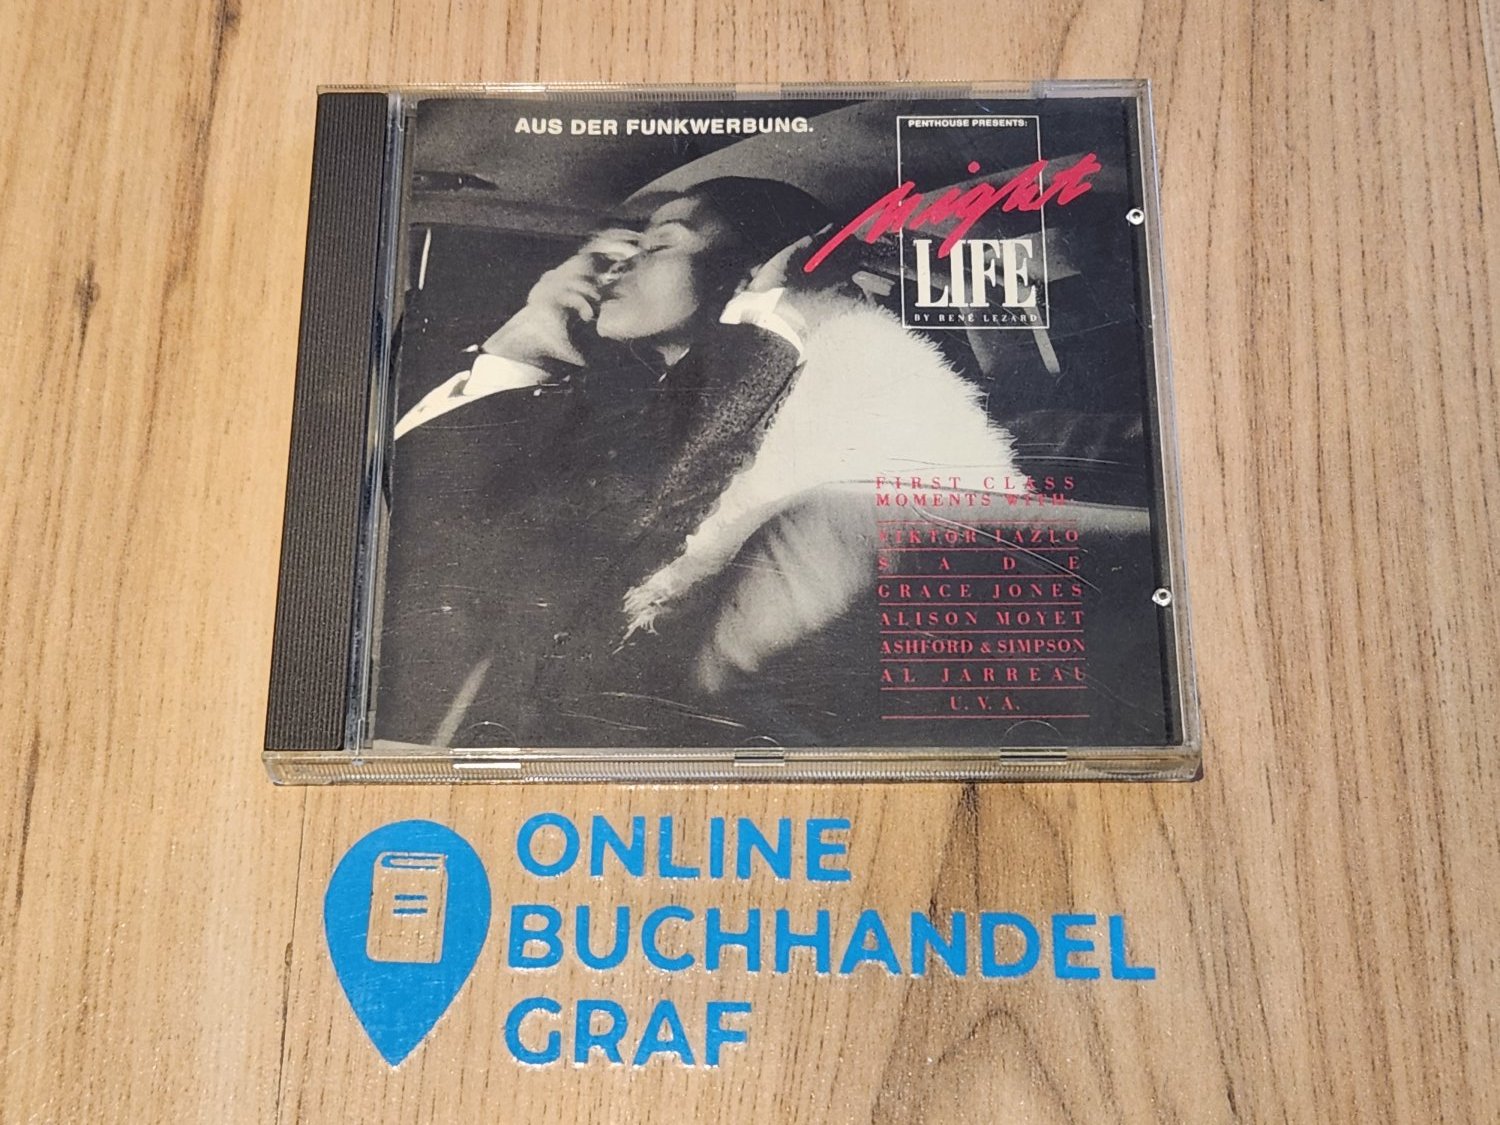 AUS DER FUNKWERBUNG.
PENTHOUSE PRESENTS:
Night
LIFE
BY RENÉ LEZARD
FIRST CLASS
MOMENTS WITH
VIKTOR LAZLO
SADE
GRACE JONES
ALISON MOYET
ASHFORD & SIMPSON
AL JARREAU
U.V.A.
ONLINE
BUCHHANDEL
GRAF